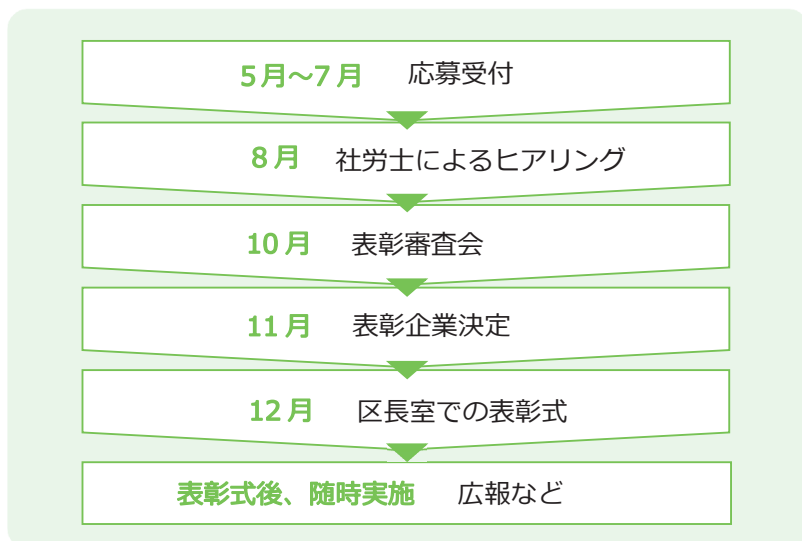 5月～7月 応募受付
8月 社労士によるヒアリング
10月 表彰審査会
11月 表彰企業決定
12月 区長室での表彰式
表彰式後、随時実施 広報など